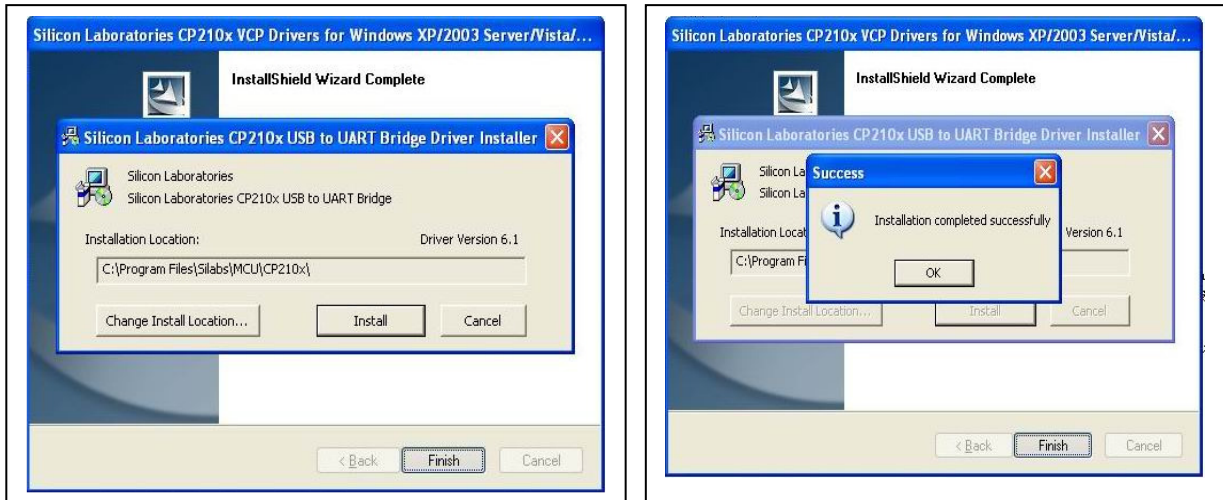 Silicon Laboratories CP210x VCP Drivers for Windows XP/2003 Server/Vista/...
InstallShield Wizard Complete
Silicon Laboratories CP210x USB to UART Bridge Driver Installer
Silicon Laboratories
Silicon Laboratories CP210x USB to UART Bridge
Installation Location: Driver Version 6.1
C:\Program Files\Silabs\MCU\CP210x\
Change Install Location... Install Cancel
< Back Finish Cancel
Silicon Laboratories CP210x VCP Drivers for Windows XP/2003 Server/Vista/...
InstallShield Wizard Complete
Silicon Laboratories CP210x USB to UART Bridge Driver Installer
Silicon La
Success
Silicon La
Installation completed successfully
Installation Locat Version 6.1
C:\Program Fi
OK
Change Install Location... Install Cancel
< Back Finish Cancel